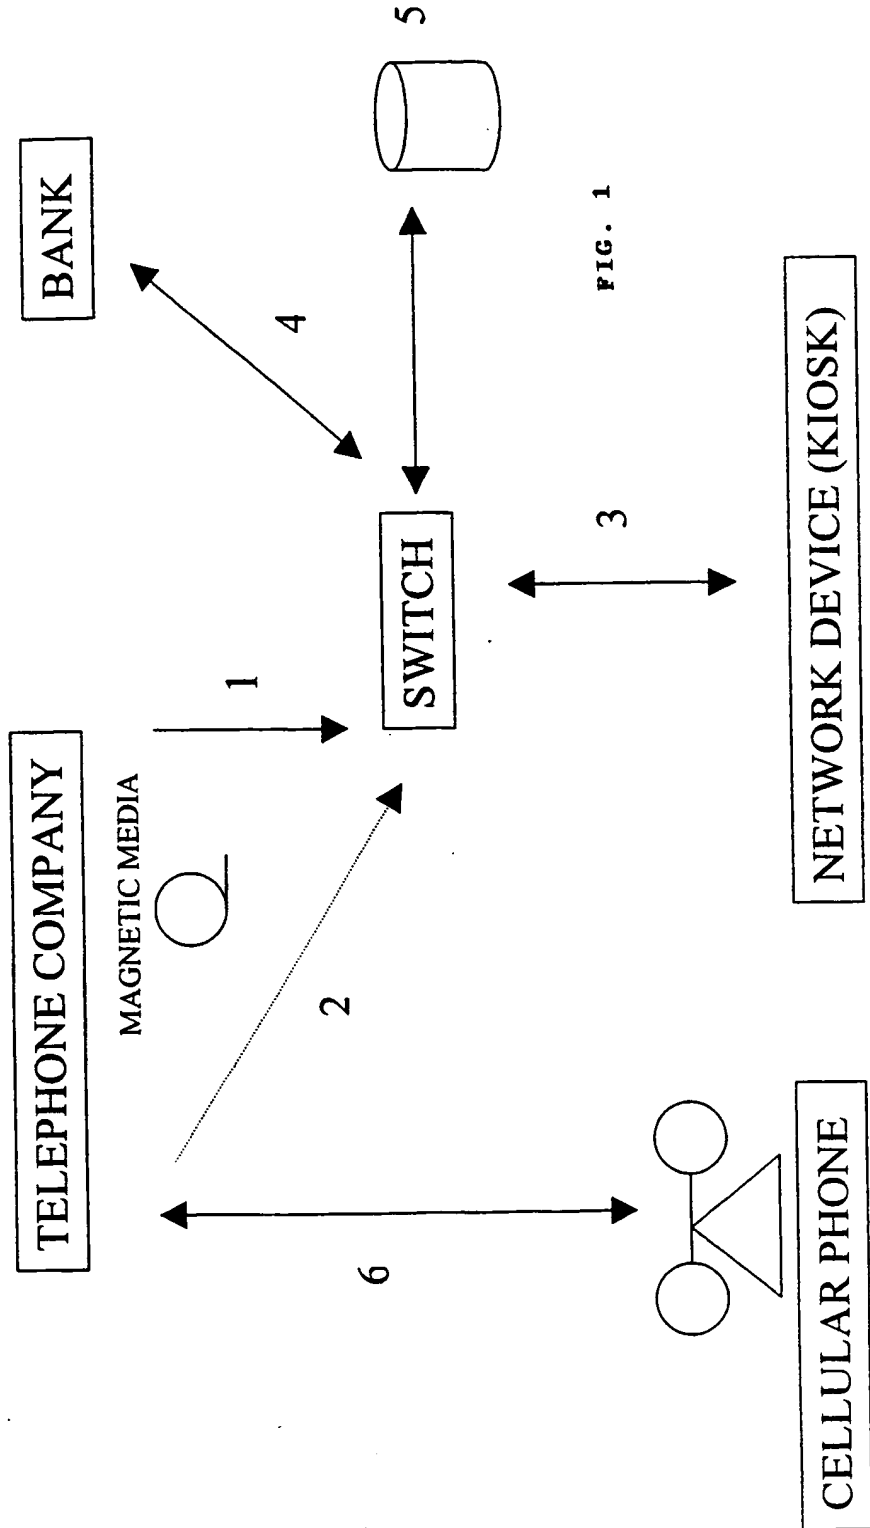 TELEPHONE COMPANY
BANK
MAGNETIC MEDIA
1
4
2
6
SWITCH
5
3
CELLULAR PHONE
NETWORK DEVICE (KIOSK)
FIG. 1